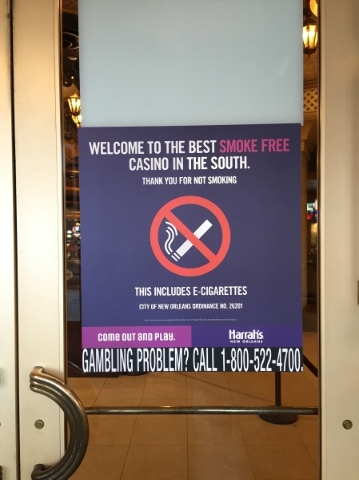 WELCOME TO THE BEST SMOKE FREE
CASINO IN THE SOUTH.
THANK YOU FOR NOT SMOKING
THIS INCLUDES E-CIGARETTES
CITY OF NEW ORLEANS ORDINANCE NO. 26201
come out and play.
Harrah's
NEW ORLEANS
GAMBLING PROBLEM? CALL 1-800-522-4700.